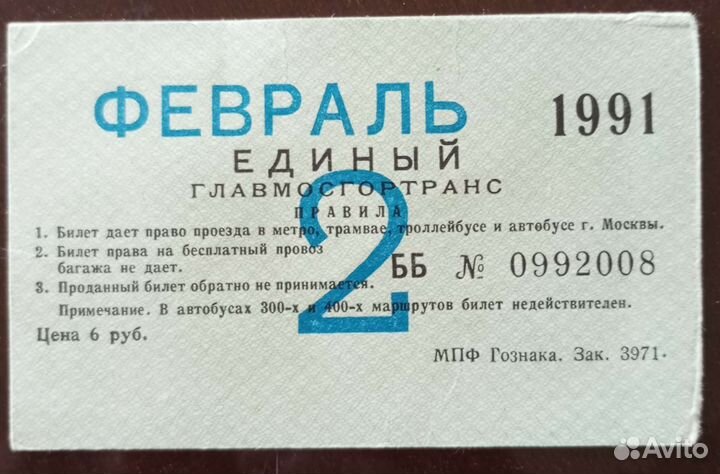 ФЕВРАЛЬ 1991
ЕДИНЫЙ
ГЛАВМОСГОРТРАНС
2
ПРАВИЛА
1. Билет дает право проезда в метро, трамвае, троллейбусе и автобусе г. Москвы.
2. Билет права на бесплатный провоз
багажа не дает.
ББ № 0992008
3. Проданный билет обратно не принимается.
Примечание. В автобусах 300-х и 400-х маршрутов билет недействителен.
Цена 6 руб.
МПФ Гознака. Зак. 3971.
Avito